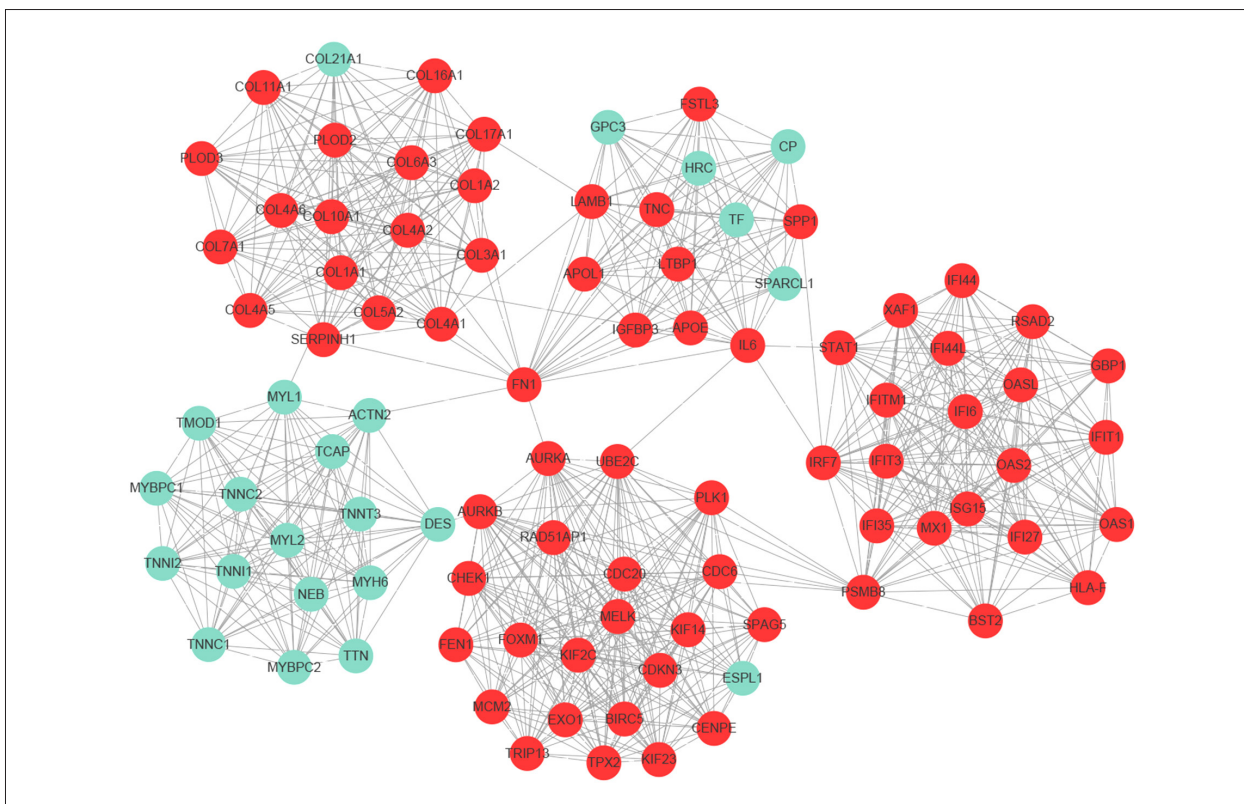 COL21A1
COL11A1
COL16A1
PLOD2
COL17A1
PLOD3
COL6A3
COL1A2
COL4A6
COL10A1
COL4A2
COL7A1
COL3A1
COL1A1
COL4A5
COL5A2
COL4A1
SERPINH1
FSTL3
GPC3
CP
HRC
LAMB1
TNC
TF
SPP1
APOL1
LTBP1
SPARCL1
IGFBP3
APOE
IL6
FN1
IFI44
XAF1
RSAD2
STAT1
IFI44L
GBP1
OASL
IFITM1
IFI6
IFIT1
IRF7
IFIT3
OAS2
ISG15
IFI35
MX1
IFI27
OAS1
PSMB8
HLA-F
BST2
MYL1
ACTN2
TMOD1
TCAP
MYBPC1
TNNC2
TNNT3
DES
MYL2
TNNI2
TNNI1
MYH6
NEB
TNNC1
MYBPC2
TTN
AURKA
UBE2C
PLK1
AURKB
RAD51AP1
CHEK1
CDC20
CDC6
MELK
KIF14
SPAG5
FEN1
FOXM1
KIF2C
CDKN3
ESPL1
MCM2
EXO1
BIRC5
CENPE
TRIP13
TPX2
KIF23